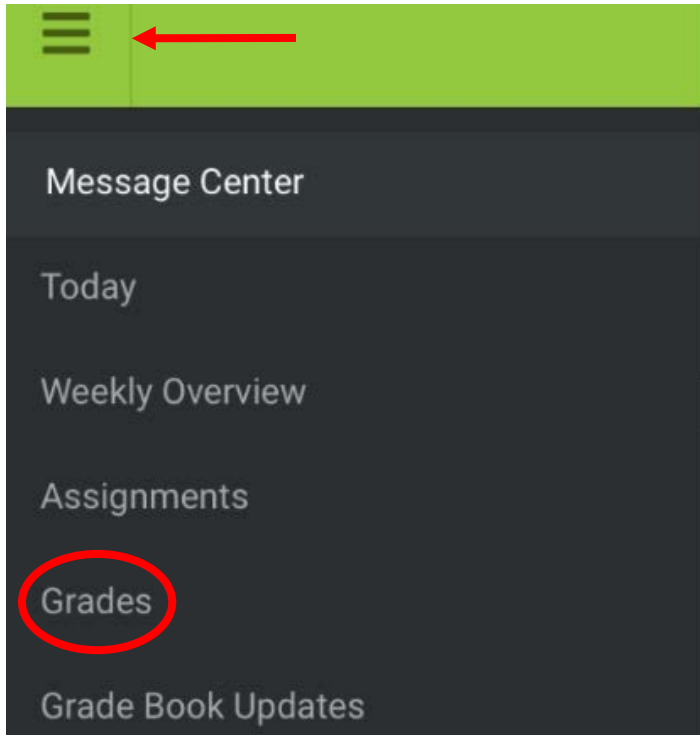 Message Center
Today
Weekly Overview
Assignments
Grades
Grade Book Updates